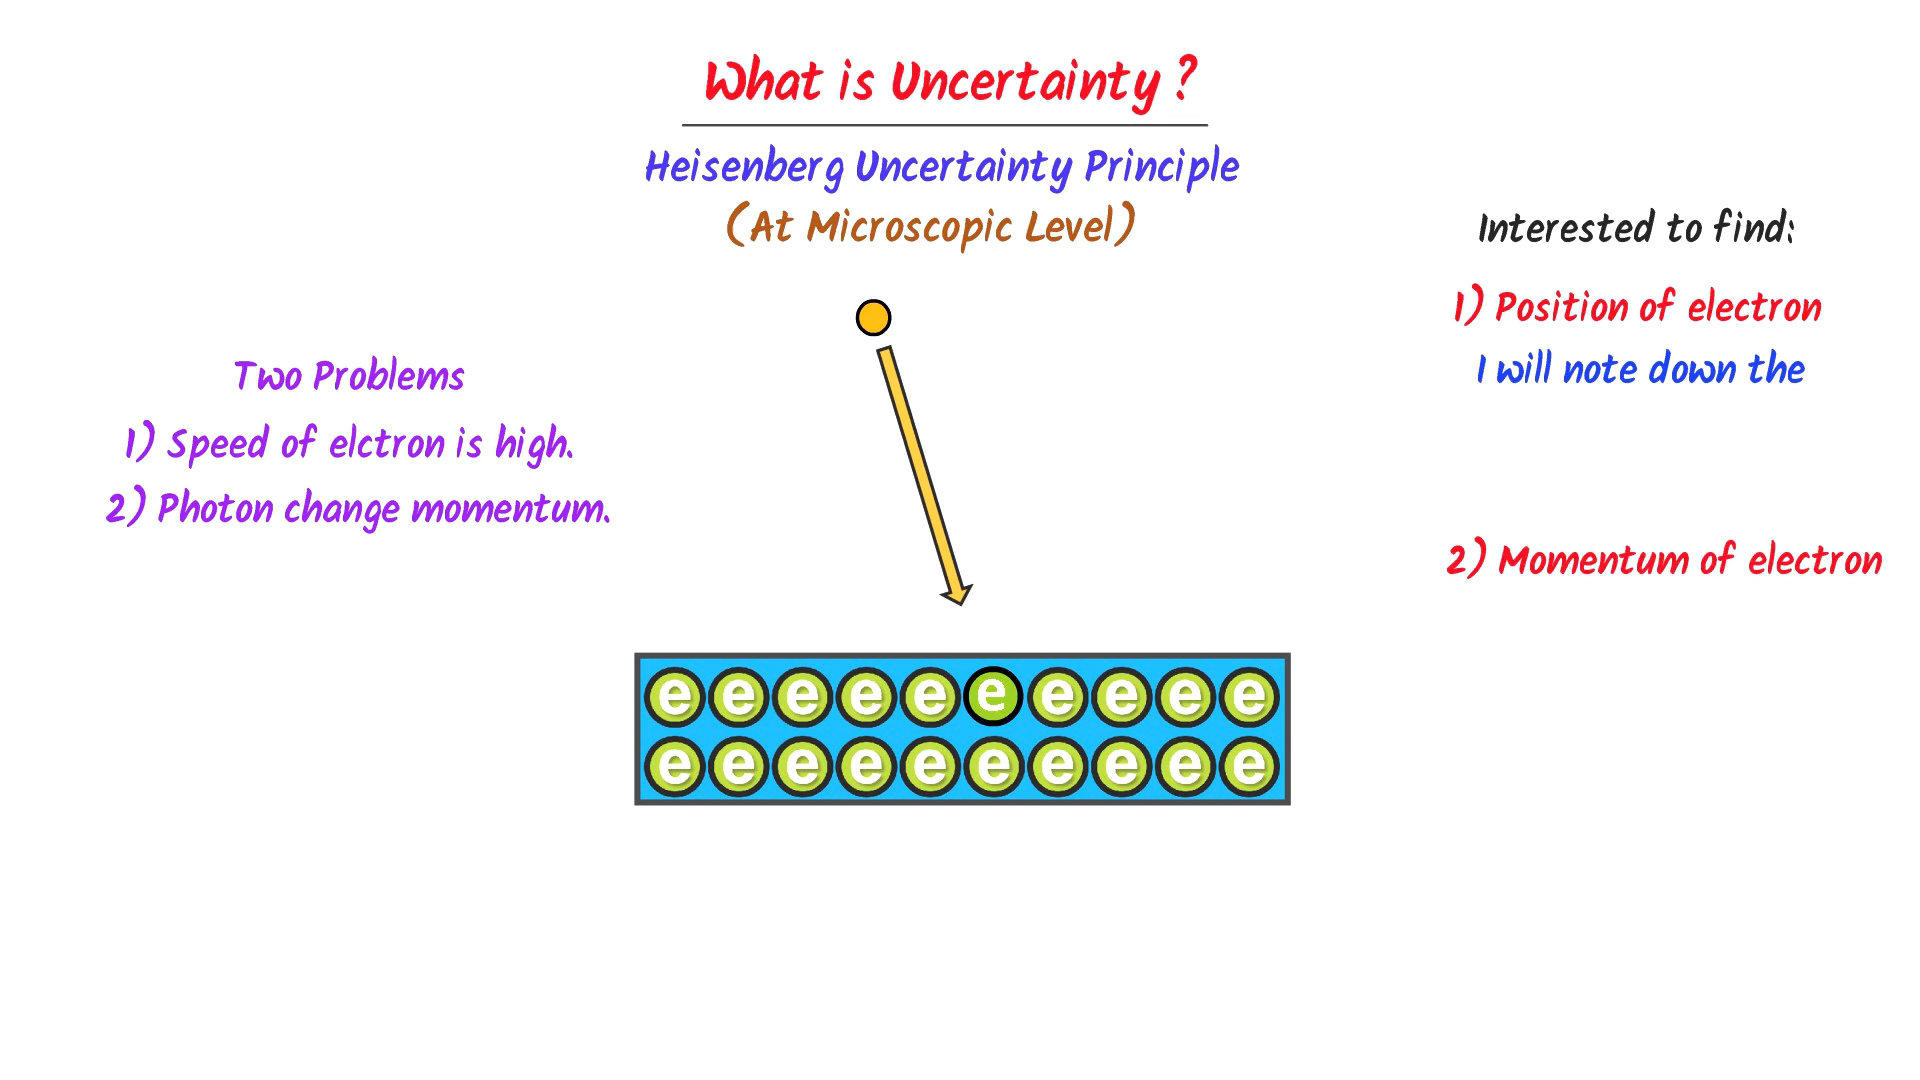 What is Uncertainty ?
Heisenberg Uncertainty Principle
(At Microscopic Level)
Two Problems
1) Speed of elctron is high.
2) Photon change momentum.
Interested to find:
1) Position of electron
I will note down the
2) Momentum of electron
e e e e e e e e e e
e e e e e e e e e e